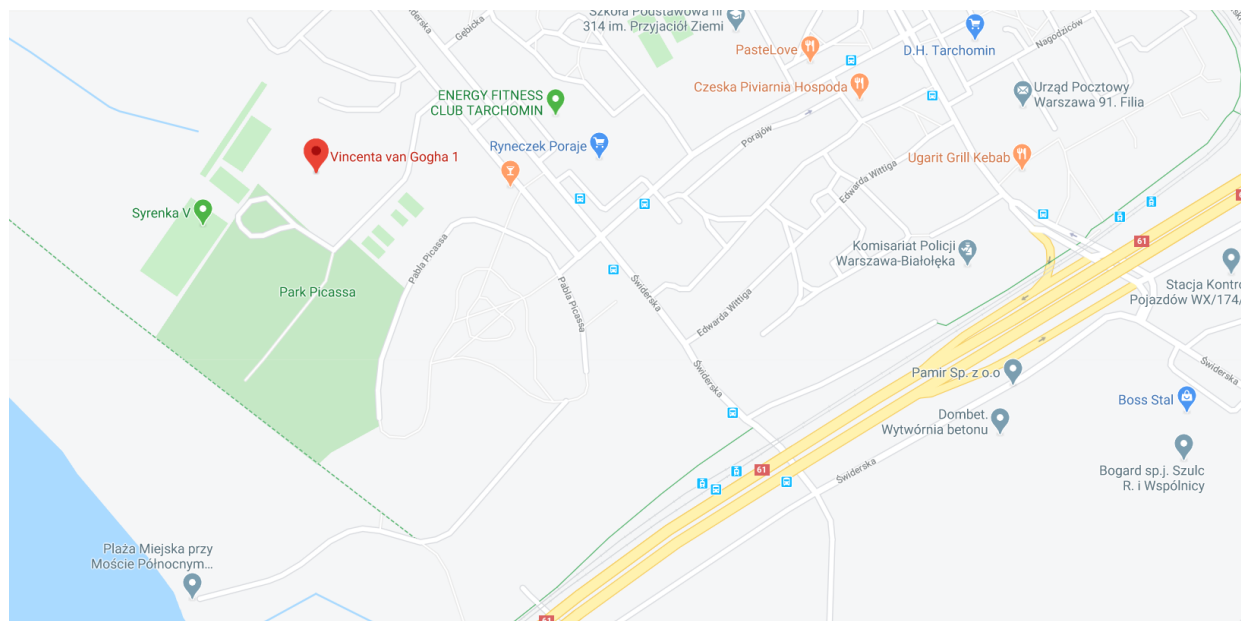 Szkoła Podstawowa nr
314 im. Przyjaciół Ziemi
Świderska
Gębicka
PasteLove
D.H. Tarchomin
Nagodziców
Czeska Piviarnia Hospoda
Urząd Pocztowy
Warszawa 91. Filia
ENERGY FITNESS
CLUB TARCHOMIN
Porajów
Ryneczek Poraje
Vincenta van Gogha 1
Ugarit Grill Kebab
Edwarda Wittiga
Syrenka V
61
Komisariat Policji
Warszawa-Białołęka
Pabla Picassa
Park Picassa
Pabla Picassa
Świderska
Stacja Kontro
Pojazdów WX/174/
Edwarda Wittiga
Świderska
Świderska
Pamir Sp. z o.o
Boss Stal
Dombet.
Wytwórnia betonu
61
Świderska
Bogard sp.j. Szulc
R. i Wspólnicy
Plaża Miejska przy
Moście Północnym...
61